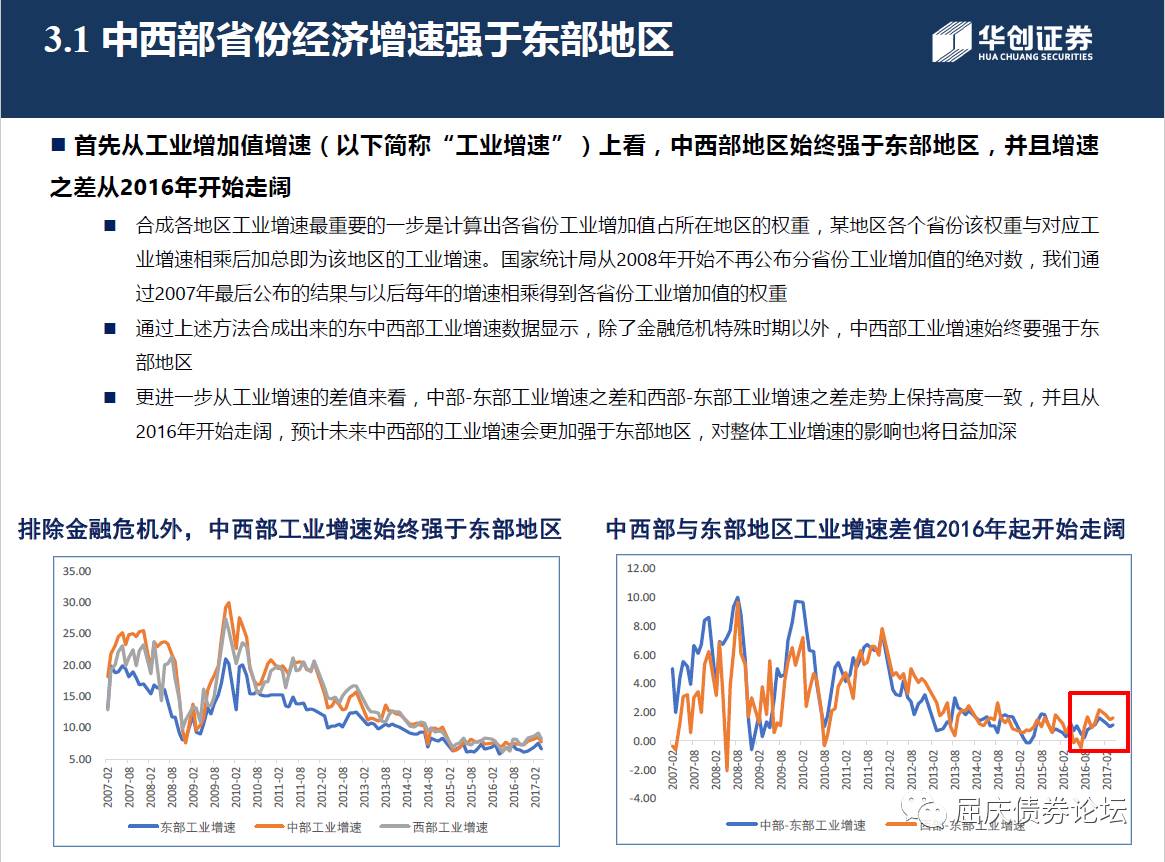 3.1 中西部省份经济增速强于东部地区
华创证券
HUA CHUANG SECURITIES
首先从工业增加值增速（以下简称“工业增速”）上看，中西部地区始终强于东部地区，并且增速
之差从2016年开始走阔
合成各地区工业增速最重要的一步是计算出各省份工业增加值占所在地区的权重，某地区各个省份该权重与对应工
业增速相乘后加总即为该地区的工业增速。国家统计局从2008年开始不再公布分省份工业增加值的绝对数，我们通
过2007年最后公布的结果与以后每年的增速相乘得到各省份工业增加值的权重
通过上述方法合成出来的东中西部工业增速数据显示，除了金融危机特殊时期以外，中西部工业增速始终要强于东
部地区
更进一步从工业增速的差值来看，中部-东部工业增速之差和西部-东部工业增速之差走势上保持高度一致，并且从
2016年开始走阔，预计未来中西部的工业增速会更加强于东部地区，对整体工业增速的影响也将日益加深
排除金融危机外，中西部工业增速始终强于东部地区
35.00
30.00
25.00
20.00
15.00
10.00
5.00
2007-02
2007-08
2008-02
2008-08
2009-02
2009-08
2010-02
2010-08
2011-02
2011-08
2012-02
2012-08
2013-02
2013-08
2014-02
2014-08
2015-02
2015-08
2016-02
2016-08
2017-02
东部工业增速
中部工业增速
西部工业增速
中西部与东部地区工业增速差值2016年起开始走阔
12.00
10.00
8.00
6.00
4.00
2.00
0.00
-2.00
-4.00
2007-02
2007-08
2008-02
2008-08
2009-02
2009-08
2010-02
2010-08
2011-02
2011-08
2012-02
2012-08
2013-02
2013-08
2014-02
2014-08
2015-02
2015-08
2016-02
2016-08
2017-02
中部-东部工业增速
西部-东部工业增速
屈庆债券论坛